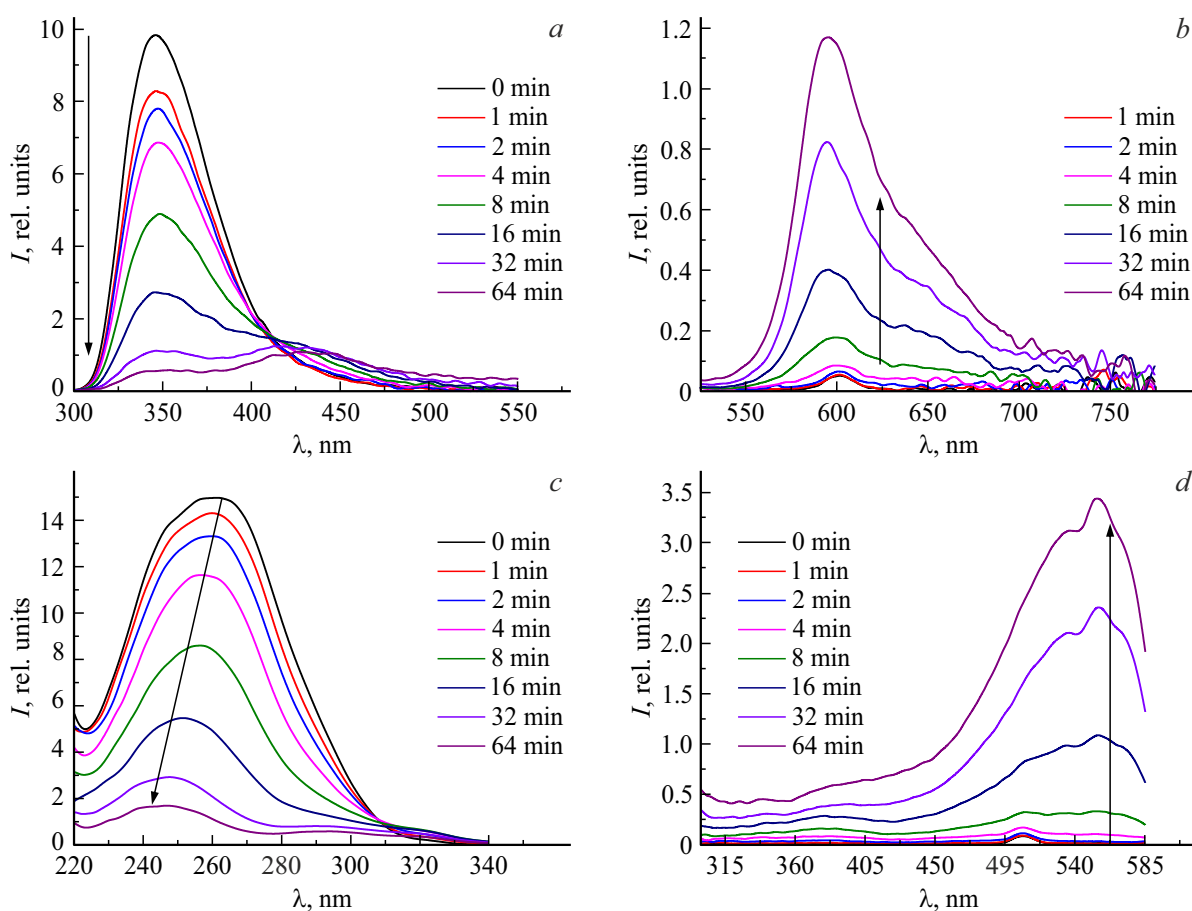 a
I, rel. units
10
8
6
4
2
0
300
350
400
450
500
550
λ, nm
0 min
1 min
2 min
4 min
8 min
16 min
32 min
64 min
b
I, rel. units
1.2
1.0
0.8
0.6
0.4
0.2
0
550
600
650
700
750
λ, nm
1 min
2 min
4 min
8 min
16 min
32 min
64 min
c
I, rel. units
14
12
10
8
6
4
2
0
220
240
260
280
300
320
340
λ, nm
0 min
1 min
2 min
4 min
8 min
16 min
32 min
64 min
d
I, rel. units
3.5
3.0
2.5
2.0
1.5
1.0
0.5
0
315
360
405
450
495
540
585
λ, nm
0 min
1 min
2 min
4 min
8 min
16 min
32 min
64 min